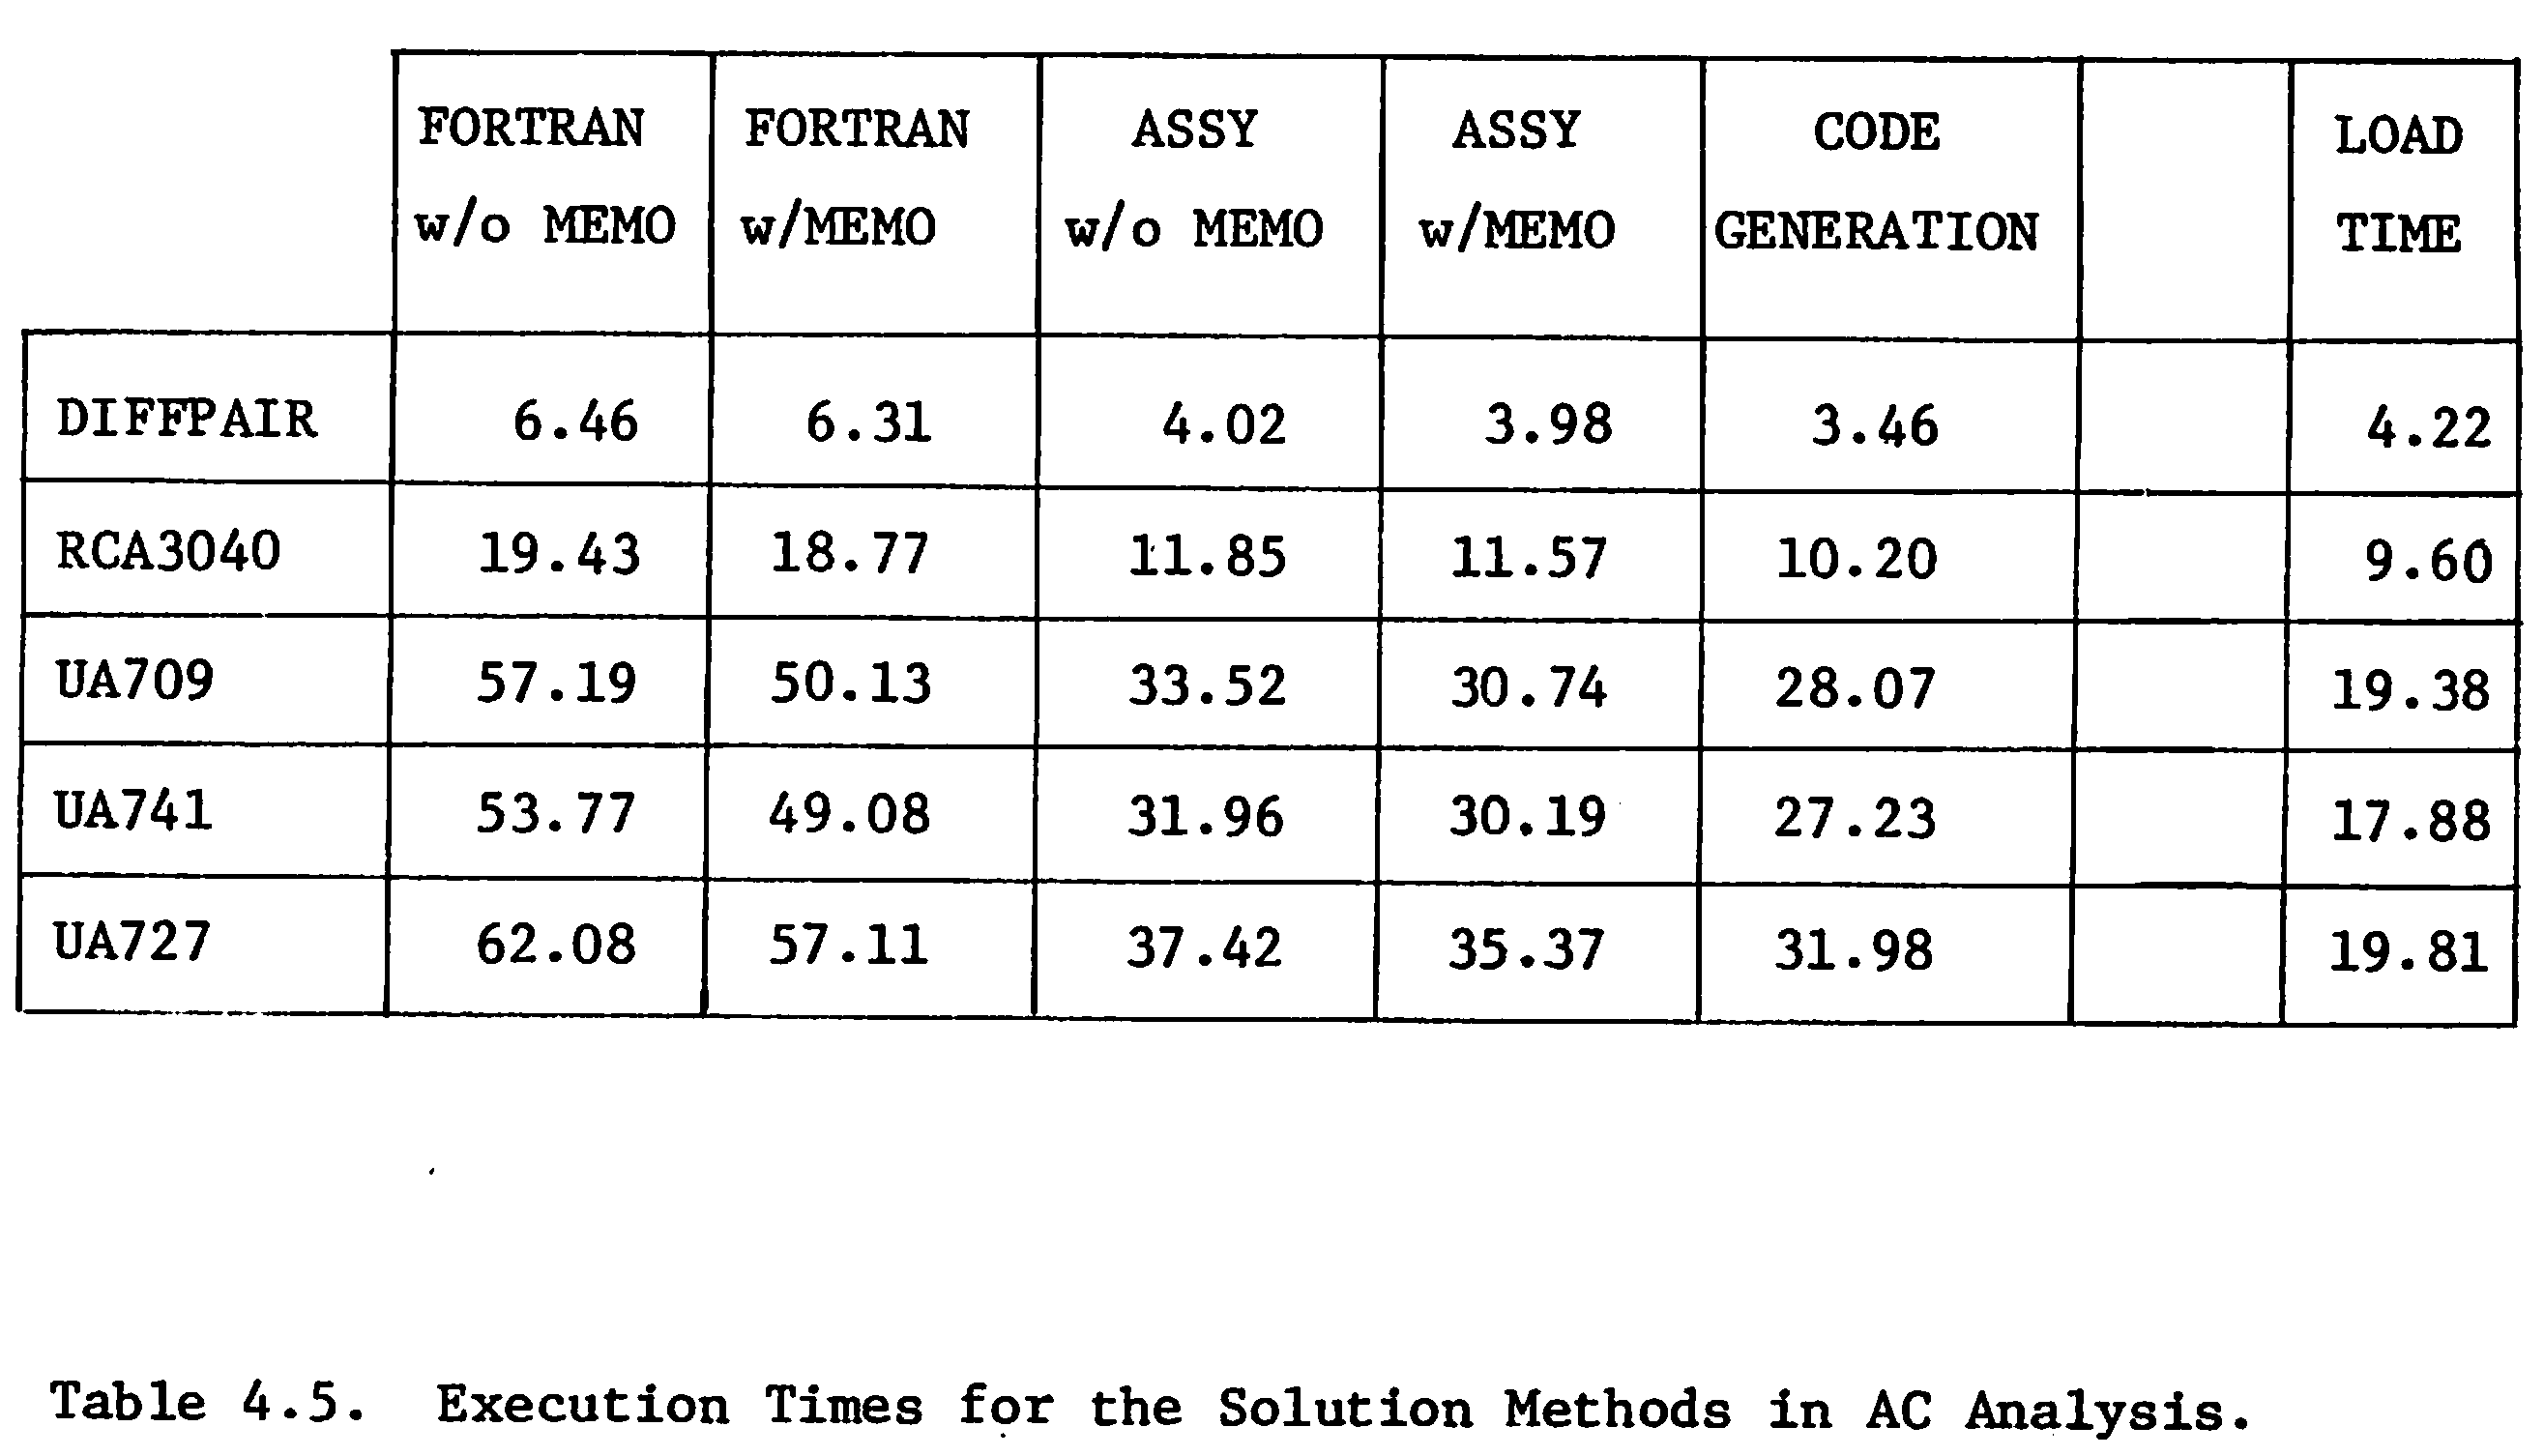 FORTRAN FORTRAN ASSY ASSY CODE LOAD
w/o MEMO w/MEMO w/o MEMO w/MEMO GENERATION TIME
DIFFPAIR 6.46 6.31 4.02 3.98 3.46 4.22
RCA3040 19.43 18.77 11.85 11.57 10.20 9.60
UA709 57.19 50.13 33.52 30.74 28.07 19.38
UA741 53.77 49.08 31.96 30.19 27.23 17.88
UA727 62.08 57.11 37.42 35.37 31.98 19.81
Table 4.5. Execution Times for the Solution Methods in AC Analysis.